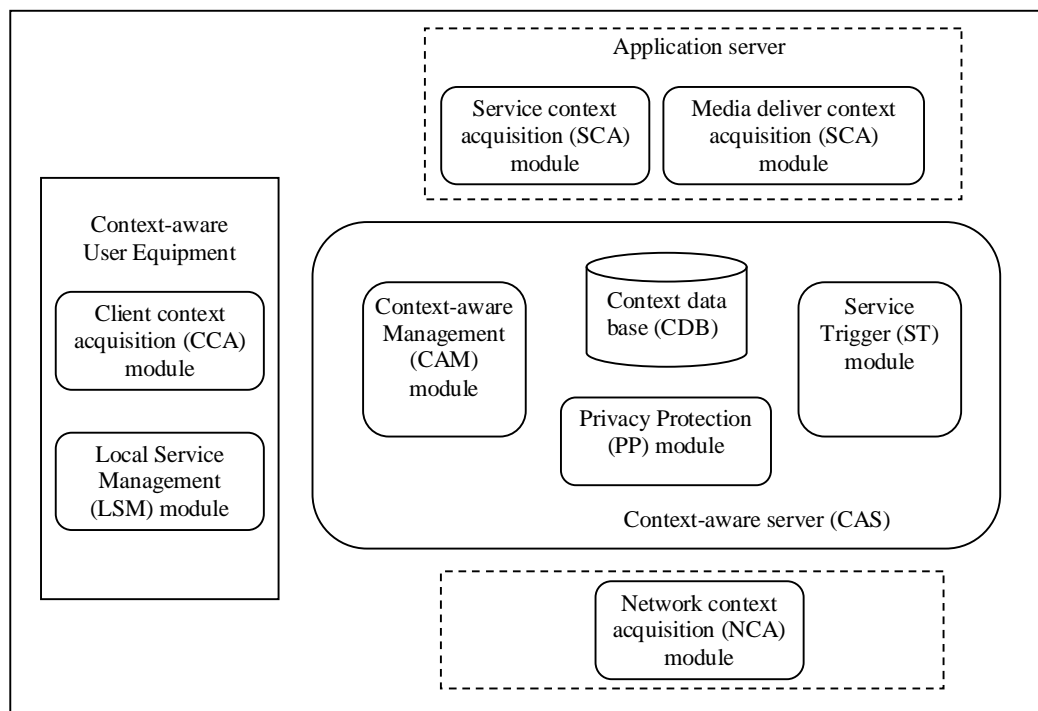 Application server
Service context
acquisition (SCA)
module
Media deliver context
acquisition (SCA)
module
Context-aware
User Equipment
Client context
acquisition (CCA)
module
Local Service
Management
(LSM) module
Context-aware
Management
(CAM)
module
Context data
base (CDB)
Service
Trigger (ST)
module
Privacy Protection
(PP) module
Context-aware server (CAS)
Network context
acquisition (NCA)
module